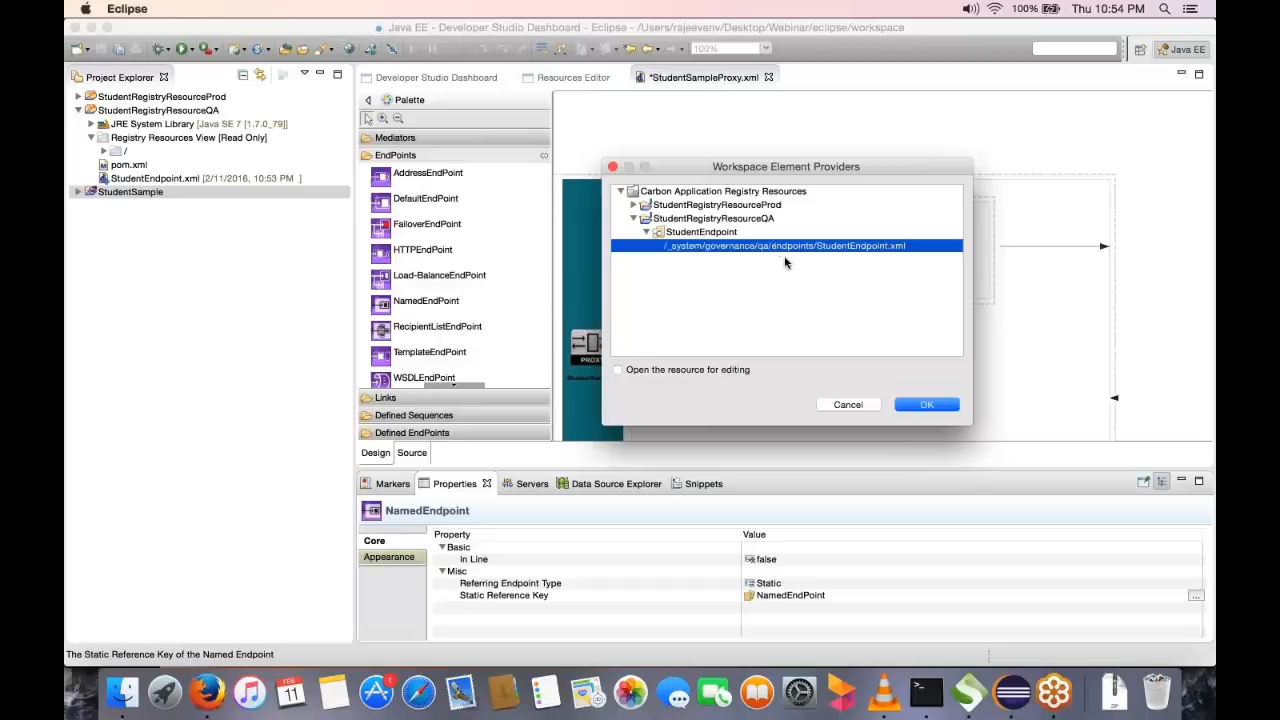 Eclipse
100%
Thu 10:54 PM
Java EE - Developer Studio Dashboard - Eclipse - /Users/rajeevanv/Desktop/Webinar/eclipse/workspace
100%
Java EE
Project Explorer
StudentRegistryResourceProd
StudentRegistryResourceQA
JRE System Library [Java SE 7 [1.7.0_79]]
Registry Resources View [Read Only]
/
pom.xml
StudentEndpoint.xml [2/11/2016, 10:53 PM ]
StudentSample
Developer Studio Dashboard
Resources Editor
*StudentSampleProxy.xml
Palette
Mediators
EndPoints
AddressEndPoint
DefaultEndPoint
FailoverEndPoint
HTTPEndPoint
Load-BalanceEndPoint
NamedEndPoint
RecipientListEndPoint
TemplateEndPoint
WSDLEndPoint
Links
Defined Sequences
Defined EndPoints
Design
Source
PROXY
Workspace Element Providers
Carbon Application Registry Resources
StudentRegistryResourceProd
StudentRegistryResourceQA
StudentEndpoint
/_system/governance/qa/endpoints/StudentEndpoint.xml
Open the resource for editing
Cancel
OK
Markers
Properties
Servers
Data Source Explorer
Snippets
NamedEndpoint
Core
Appearance
Property
Value
Basic
In Line
false
Misc
Referring Endpoint Type
Static
Static Reference Key
NamedEndPoint
...
The Static Reference Key of the Named Endpoint
FEB
11
1